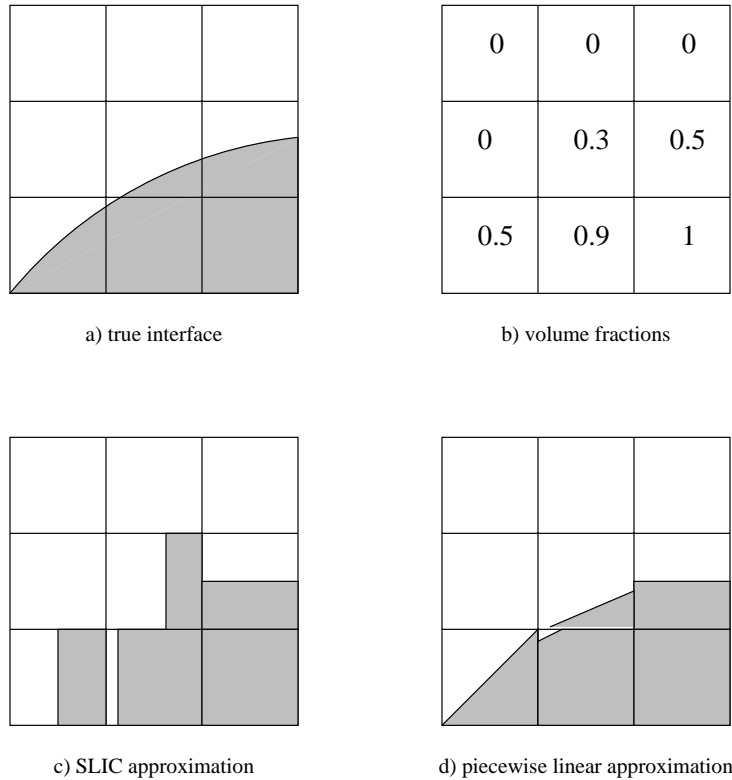 0 0 0
0 0.3 0.5
0.5 0.9 1
a) true interface
b) volume fractions
c) SLIC approximation
d) piecewise linear approximation